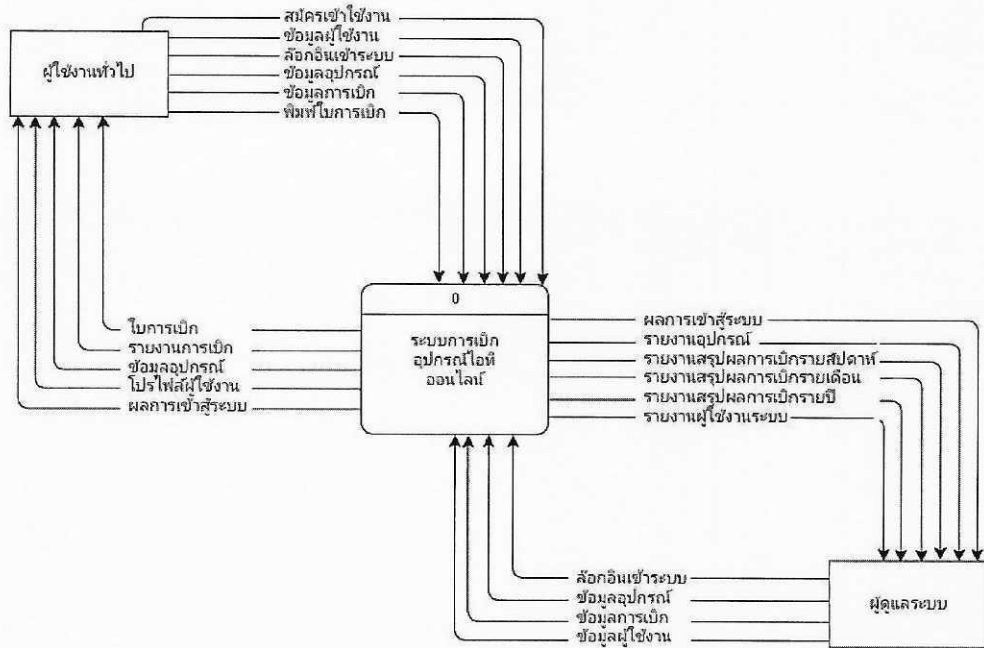 สมัครเข้าใช้งาน
ข้อมูลผู้ใช้งาน
ล๊อกอินเข้าระบบ
ข้อมูลอุปกรณ์
ข้อมูลการเบิก
พิมพ์ใบการเบิก
ผู้ใช้งานทั่วไป
0
ระบบการเบิก
อุปกรณ์ไอที
ออนไลน์
ใบการเบิก
รายงานการเบิก
ข้อมูลอุปกรณ์
โปรไฟล์ผู้ใช้งาน
ผลการเข้าสู่ระบบ
ผลการเข้าสู่ระบบ
รายงานอุปกรณ์
รายงานสรุปผลการเบิกรายสัปดาห์
รายงานสรุปผลการเบิกรายเดือน
รายงานสรุปผลการเบิกรายปี
รายงานผู้ใช้งานระบบ
ล๊อกอินเข้าระบบ
ข้อมูลอุปกรณ์
ข้อมูลการเบิก
ข้อมูลผู้ใช้งาน
ผู้ดูแลระบบ